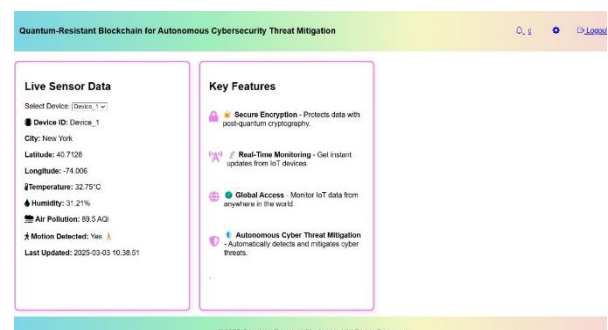 Quantum-Resistant Blockchain for Autonomous Cybersecurity Threat Mitigation
0
Logout
Live Sensor Data
Select Device: Device_1
Device ID: Device_1
City: New York
Latitude: 40.7128
Longitude: -74.006
Temperature: 32.75°C
Humidity: 31.21%
Air Pollution: 89.5 AQI
Motion Detected: Yes
Last Updated: 2025-03-03 10:38:51
Key Features
Secure Encryption - Protects data with
post-quantum cryptography.
Real-Time Monitoring - Get instant
updates from IoT devices.
Global Access - Monitor IoT data from
anywhere in the world.
Autonomous Cyber Threat Mitigation
- Automatically detects and mitigates cyber
threats.
.